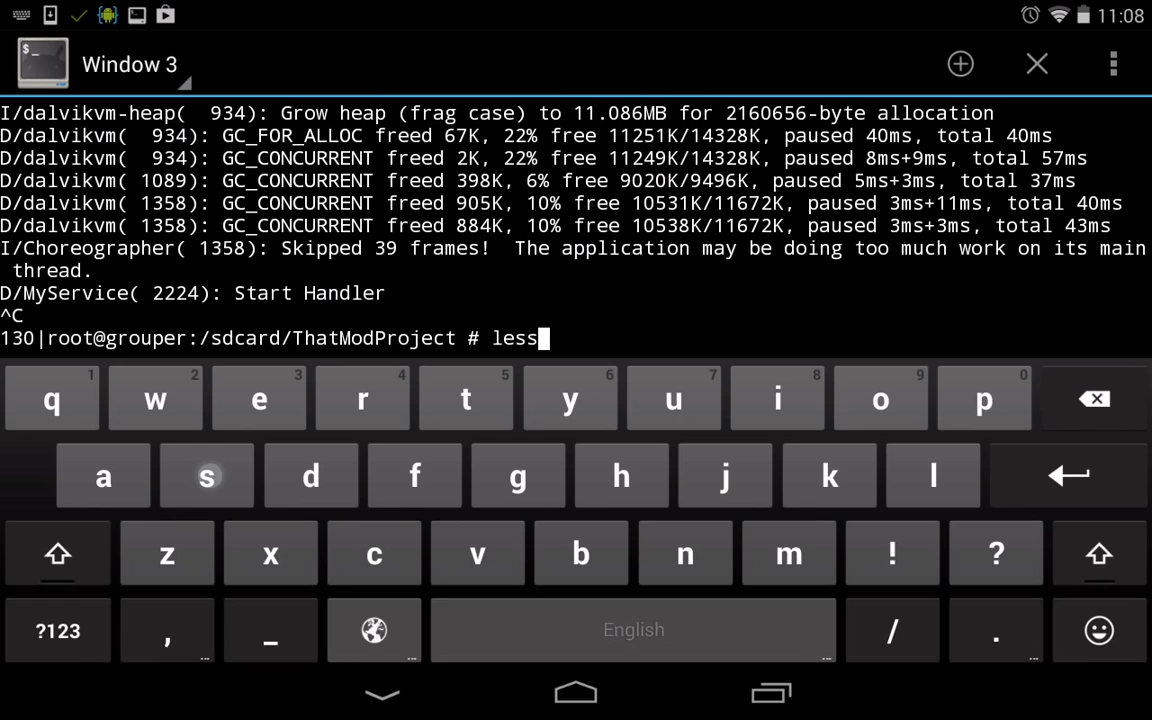 11:08
$_ Window 3
I/dalvikvm-heap(  934): Grow heap (frag case) to 11.086MB for 2160656-byte allocation
D/dalvikvm(  934): GC_FOR_ALLOC freed 67K, 22% free 11251K/14328K, paused 40ms, total 40ms
D/dalvikvm(  934): GC_CONCURRENT freed 2K, 22% free 11249K/14328K, paused 8ms+9ms, total 57ms
D/dalvikvm( 1089): GC_CONCURRENT freed 398K, 6% free 9020K/9496K, paused 5ms+3ms, total 37ms
D/dalvikvm( 1358): GC_CONCURRENT freed 905K, 10% free 10531K/11672K, paused 3ms+11ms, total 40ms
D/dalvikvm( 1358): GC_CONCURRENT freed 884K, 10% free 10538K/11672K, paused 3ms+3ms, total 43ms
I/Choreographer( 1358): Skipped 39 frames!  The application may be doing too much work on its main
 thread.
D/MyService( 2224): Start Handler
^C
130|root@grouper:/sdcard/ThatModProject # less
q 1 w 2 e 3 r 4 t 5 y 6 u 7 i 8 o 9 p 0
a s d f g h j k l
z x c v b n m ! ?
?123 , ... _ ... English ... / . ...